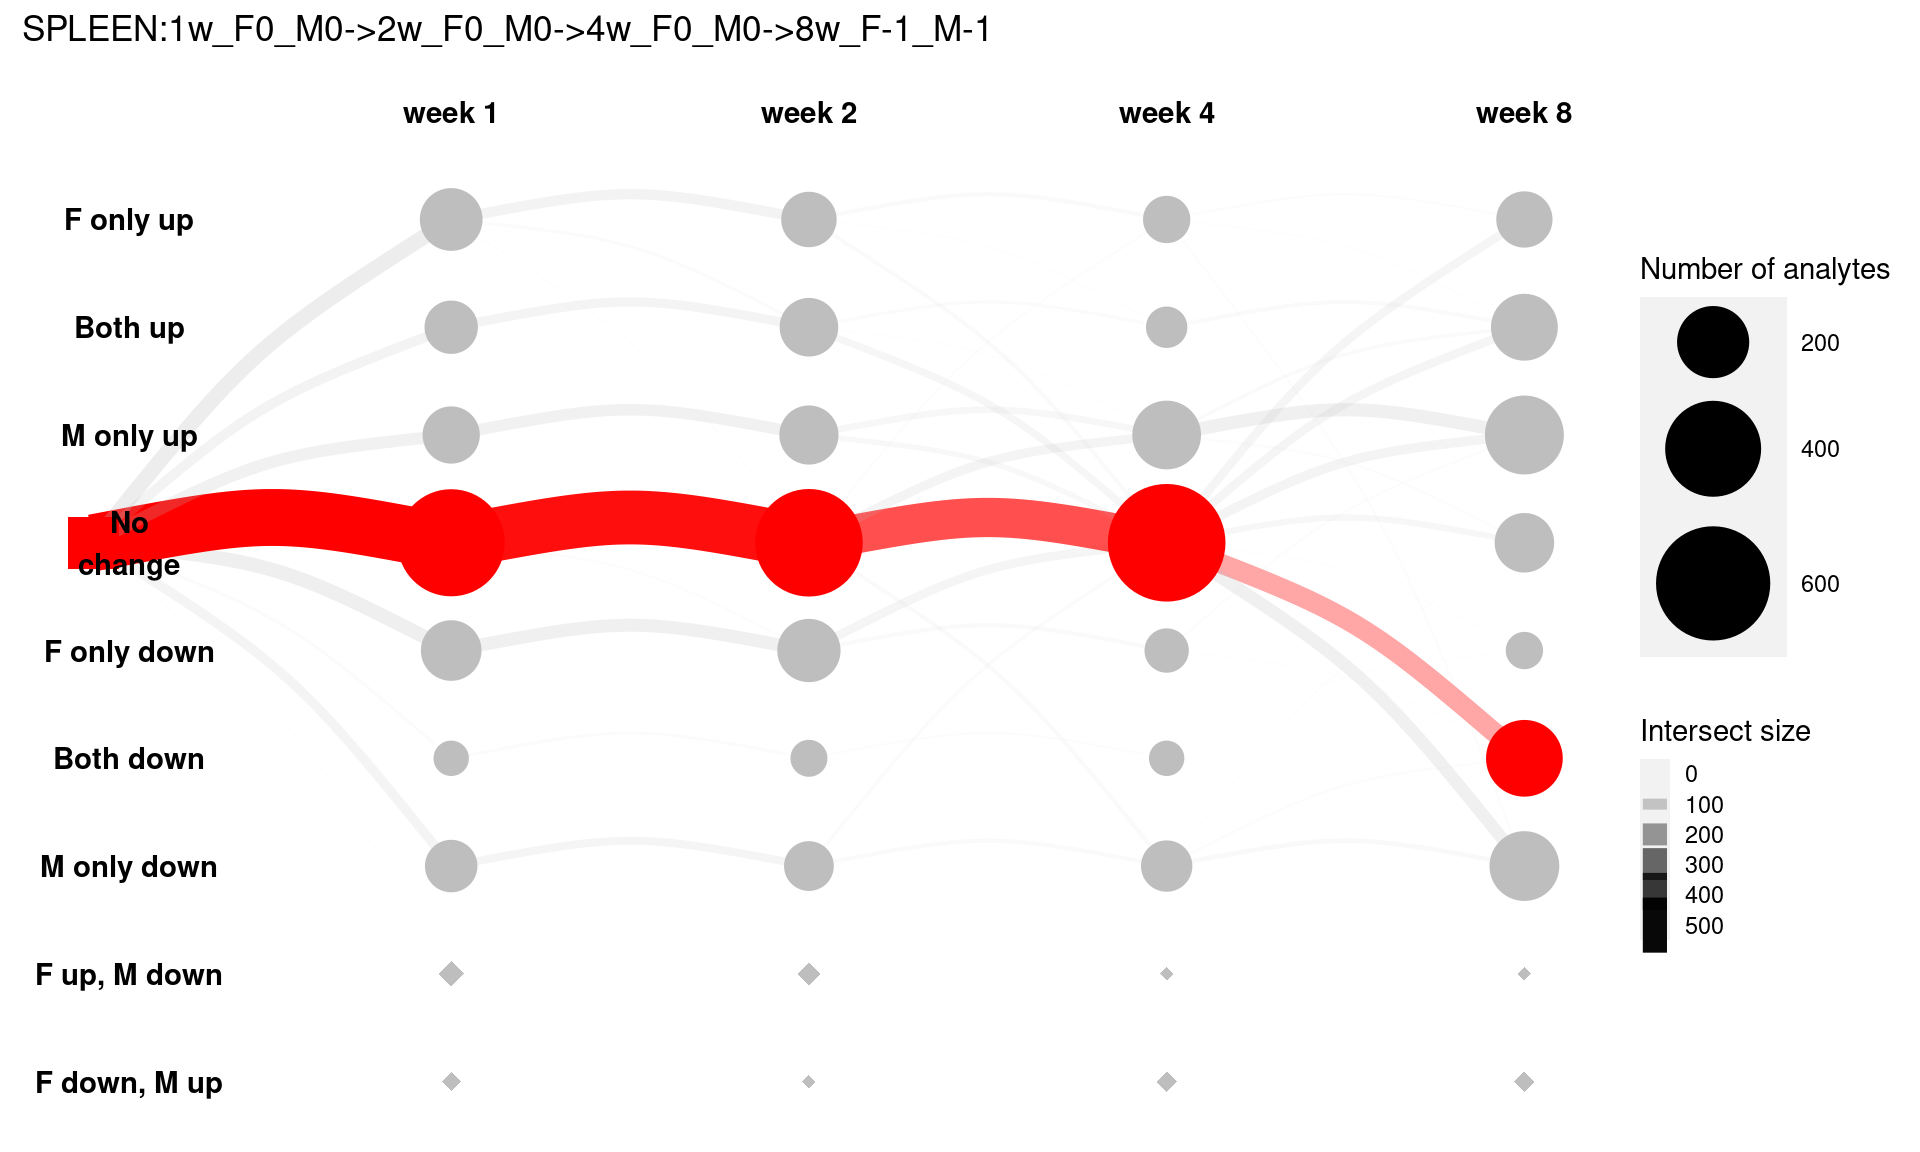 SPLEEN:1w_F0_M0->2w_F0_M0->4w_F0_M0->8w_F-1_M-1
week 1 week 2 week 4 week 8
F only up
Both up
M only up
No
change
F only down
Both down
M only down
F up, M down
F down, M up
Number of analytes
200
400
600
Intersect size
0
100
200
300
400
500